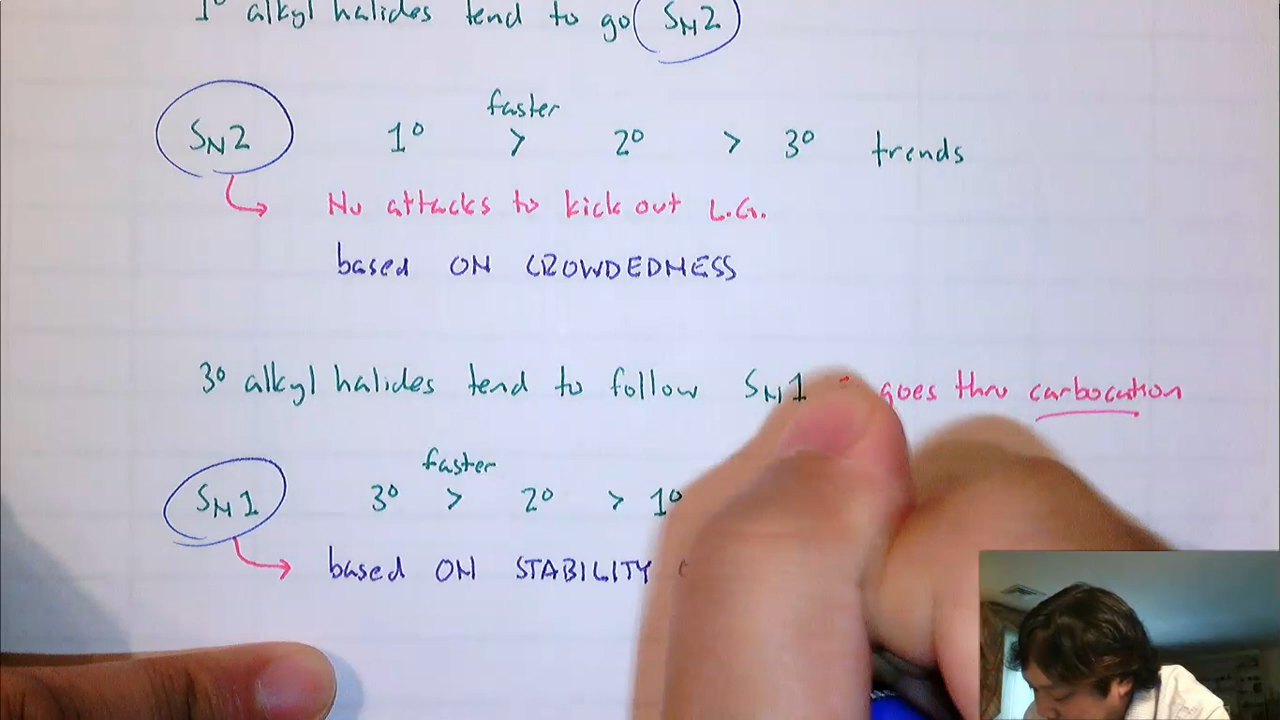 1° alkyl halides tend to go SN2
faster
SN2 1° > 2° > 3° trends
Nu attacks to kick out L.G.
based ON CROWDEDNESS
3° alkyl halides tend to follow SN1 goes thru carbocation
faster
SN1 3° > 2° > 1°
based ON STABILITY